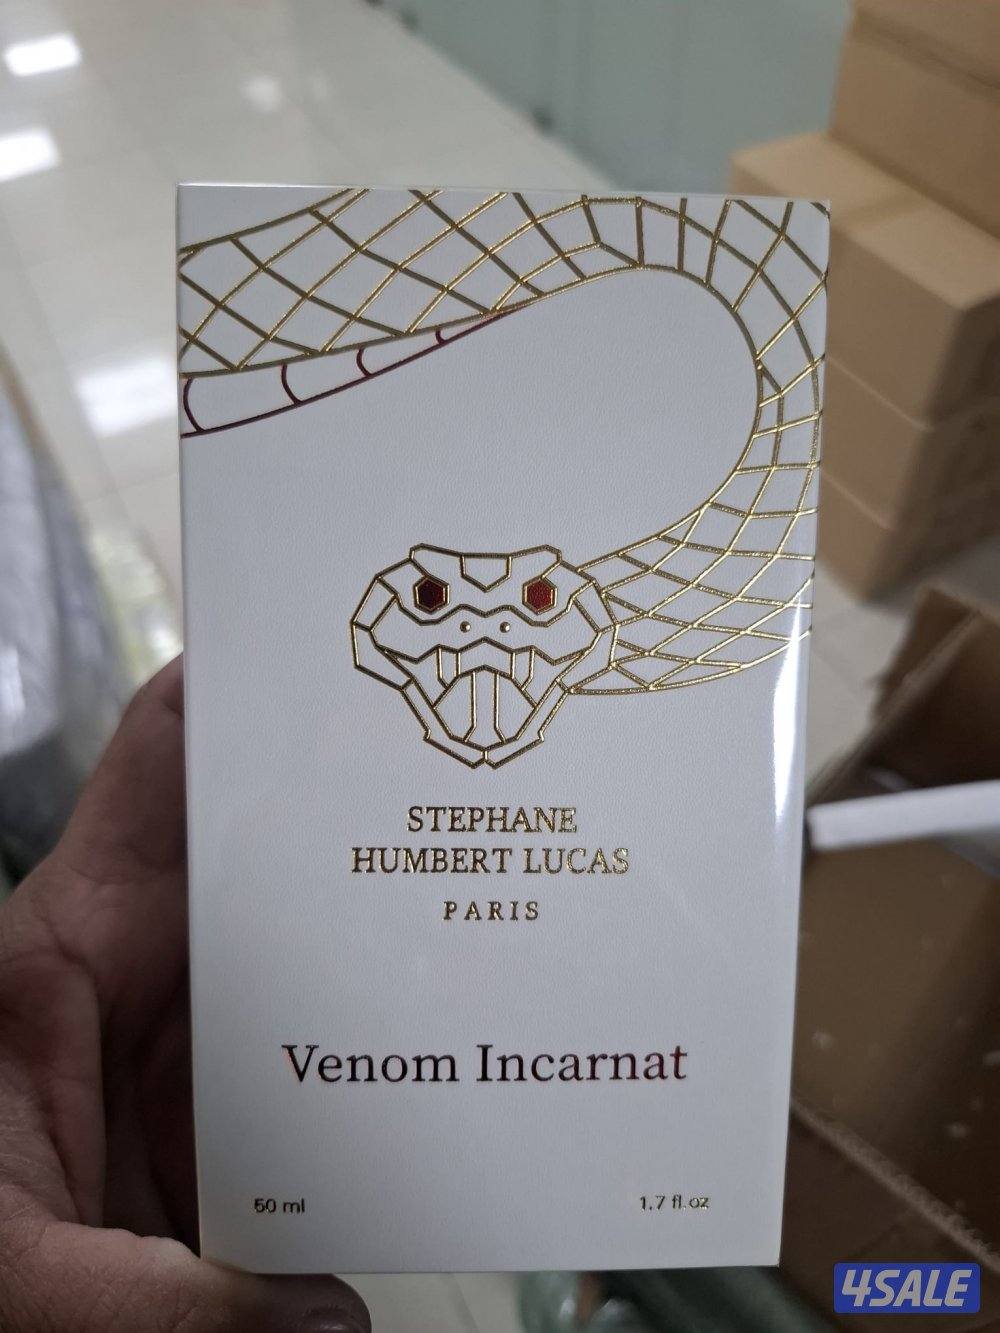 STEPHANE
HUMBERT LUCAS
PARIS
Venom Incarnat
50 ml
1.7 fl.oz
4SALE